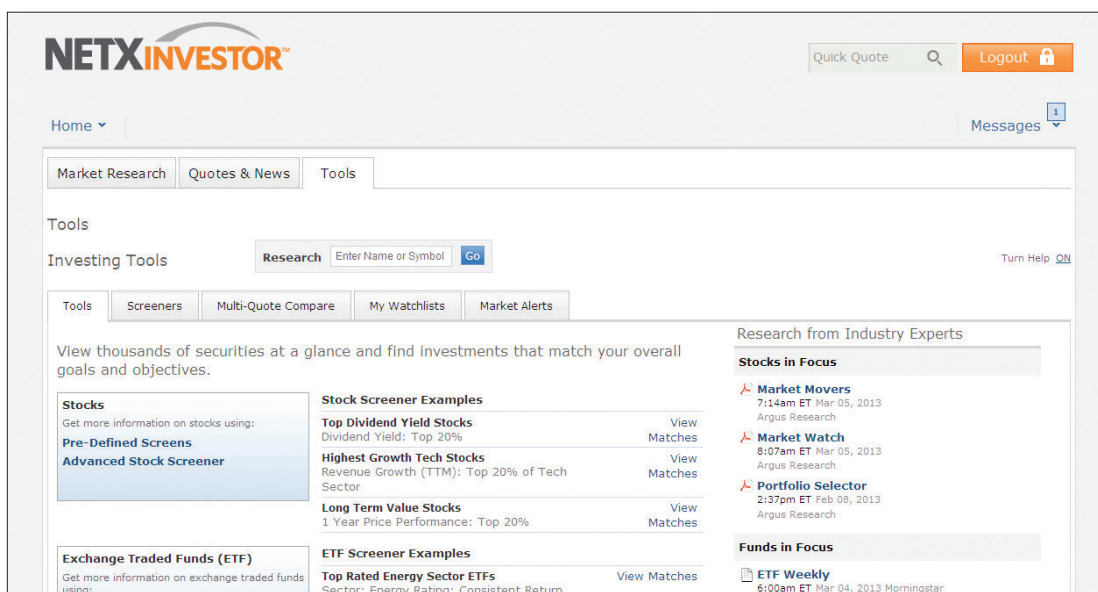 NETXINVESTOR™
Quick Quote
Logout
Home
Messages
1
Market Research
Quotes & News
Tools
Tools
Investing Tools
Research
Enter Name or Symbol
Go
Turn Help ON
Tools
Screeners
Multi-Quote Compare
My Watchlists
Market Alerts
View thousands of securities at a glance and find investments that match your overall
goals and objectives.
Stocks
Get more information on stocks using:
Pre-Defined Screens
Advanced Stock Screener
Stock Screener Examples
Top Dividend Yield Stocks
Dividend Yield: Top 20%
View
Matches
Highest Growth Tech Stocks
Revenue Growth (TTM): Top 20% of Tech
Sector
View
Matches
Long Term Value Stocks
1 Year Price Performance: Top 20%
View
Matches
Exchange Traded Funds (ETF)
Get more information on exchange traded funds
using:
ETF Screener Examples
Top Rated Energy Sector ETFs
Sector: Energy Rating: Consistent Return
View Matches
Research from Industry Experts
Stocks in Focus
Market Movers
7:14am ET Mar 05, 2013
Argus Research
Market Watch
8:07am ET Mar 05, 2013
Argus Research
Portfolio Selector
2:37pm ET Feb 08, 2013
Argus Research
Funds in Focus
ETF Weekly
6:00am ET Mar 04, 2013 Morningstar